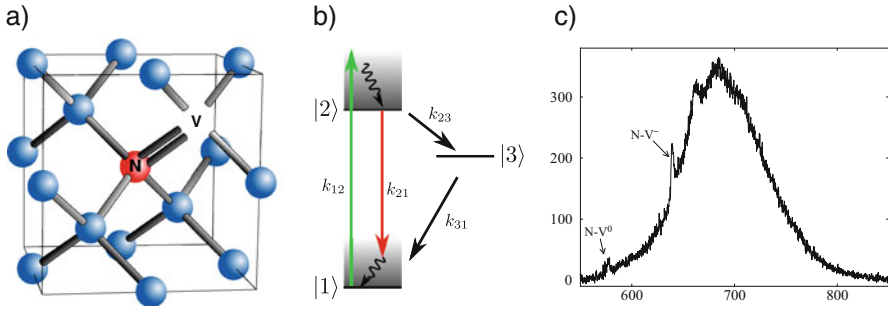 a)
V
N
b)
|2⟩
k₂₃
|3⟩
k₁₂
k₂₁
k₃₁
|1⟩
c)
300
200
100
0
N-V⁻
N-V⁰
600
700
800